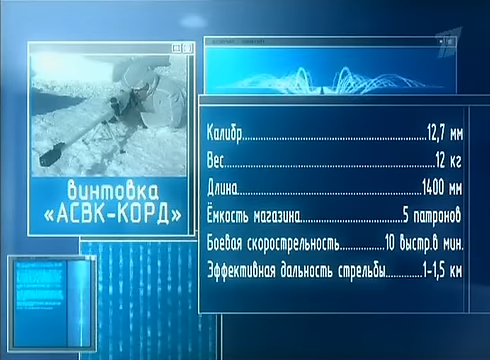 винтовка
«АСВК-КОРД»
Калибр........................................12,7 мм
Вес..............................................12 кг
Длина.......................................1400 мм
Ёмкость магазина......................5 патронов
Боевая скорострельность...............10 выстр.в мин.
Эффективная дальность стрельбы.........1-1,5 км